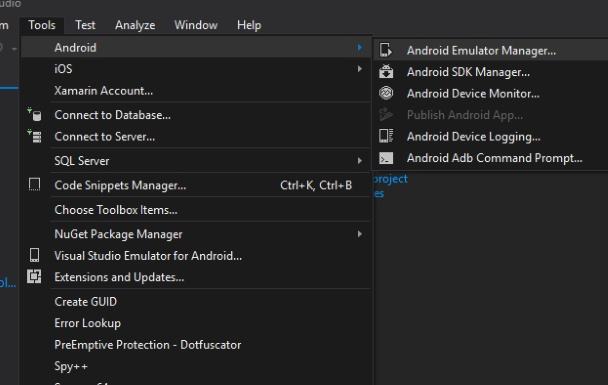 udio
m Tools Test Analyze Window Help
Android
iOS
Xamarin Account...
Connect to Database...
Connect to Server...
SQL Server
Code Snippets Manager... Ctrl+K, Ctrl+B
Choose Toolbox Items...
NuGet Package Manager
Visual Studio Emulator for Android...
Extensions and Updates...
Create GUID
Error Lookup
PreEmptive Protection - Dotfuscator
Spy++
Android Emulator Manager...
Android SDK Manager...
Android Device Monitor...
Publish Android App...
Android Device Logging...
Android Adb Command Prompt...
project
es
ol...